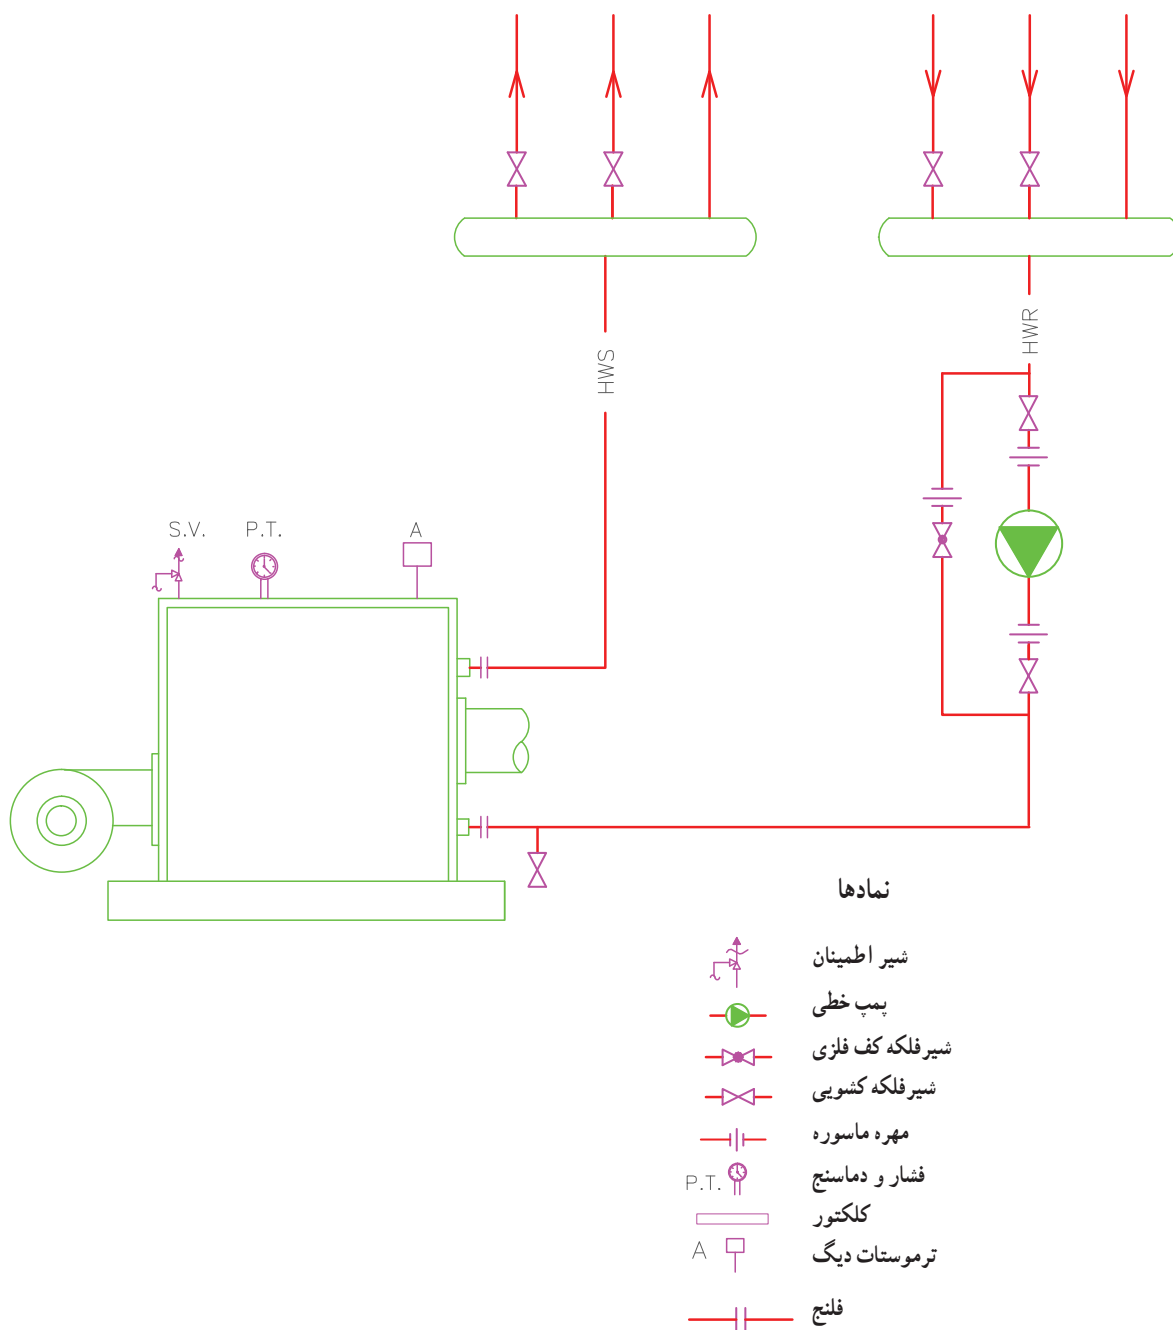 HWR
HWS
S.V.
P.T.
A
نمادها
شیر اطمینان
پمپ خطی
شیرفلکه کف فلزی
شیرفلکه کشویی
مهره ماسوره
فشار و دماسنج
P.T.
کلکتور
ترموستات دیگ
A
فلنج